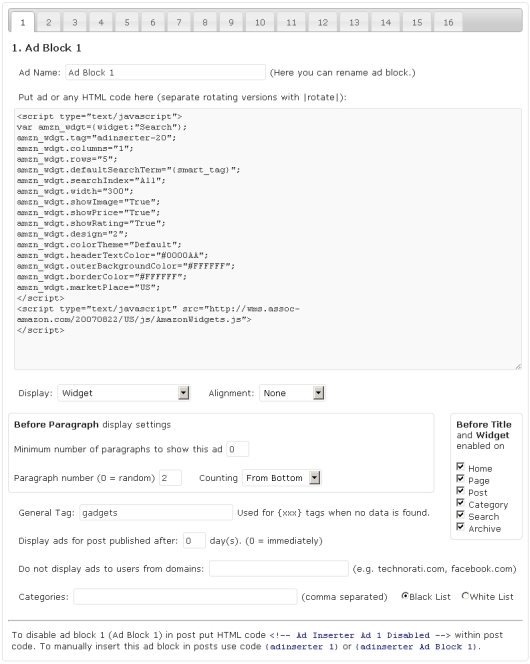 1 2 3 4 5 6 7 8 9 10 11 12 13 14 15 16
1. Ad Block 1
Ad Name: Ad Block 1 (Here you can rename ad block.)
Put ad or any HTML code here (separate rotating versions with |rotate|):
<script type="text/javascript">
var amzn_wdgt={widget:"Search"};
amzn_wdgt.tag="adinserter-20";
amzn_wdgt.columns="1";
amzn_wdgt.rows="5";
amzn_wdgt.defaultSearchTerm="{smart_tag}";
amzn_wdgt.searchIndex="All";
amzn_wdgt.width="300";
amzn_wdgt.showImage="True";
amzn_wdgt.showPrice="True";
amzn_wdgt.showRating="True";
amzn_wdgt.design="2";
amzn_wdgt.colorTheme="Default";
amzn_wdgt.headerTextColor="#0000AA";
amzn_wdgt.outerBackgroundColor="#FFFFFF";
amzn_wdgt.borderColor="#FFFFFF";
amzn_wdgt.marketPlace="US";
</script>
<script type="text/javascript" src="http://wms.assoc-
amazon.com/20070822/US/js/AmazonWidgets.js">
</script>
Display: Widget Alignment: None
Before Paragraph display settings
Minimum number of paragraphs to show this ad 0
Paragraph number (0 = random) 2 Counting From Bottom
Before Title
and Widget
enabled on
Home
Page
Post
Category
Search
Archive
General Tag: gadgets Used for {xxx} tags when no data is found.
Display ads for post published after: 0 day(s). (0 = immediately)
Do not display ads to users from domains: (e.g. technorati.com, facebook.com)
Categories: (comma separated) Black List White List
To disable ad block 1 (Ad Block 1) in post put HTML code <!-- Ad Inserter Ad 1 Disabled --> within post
code. To manually insert this ad block in posts use code {adinserter 1} or {adinserter Ad Block 1}.